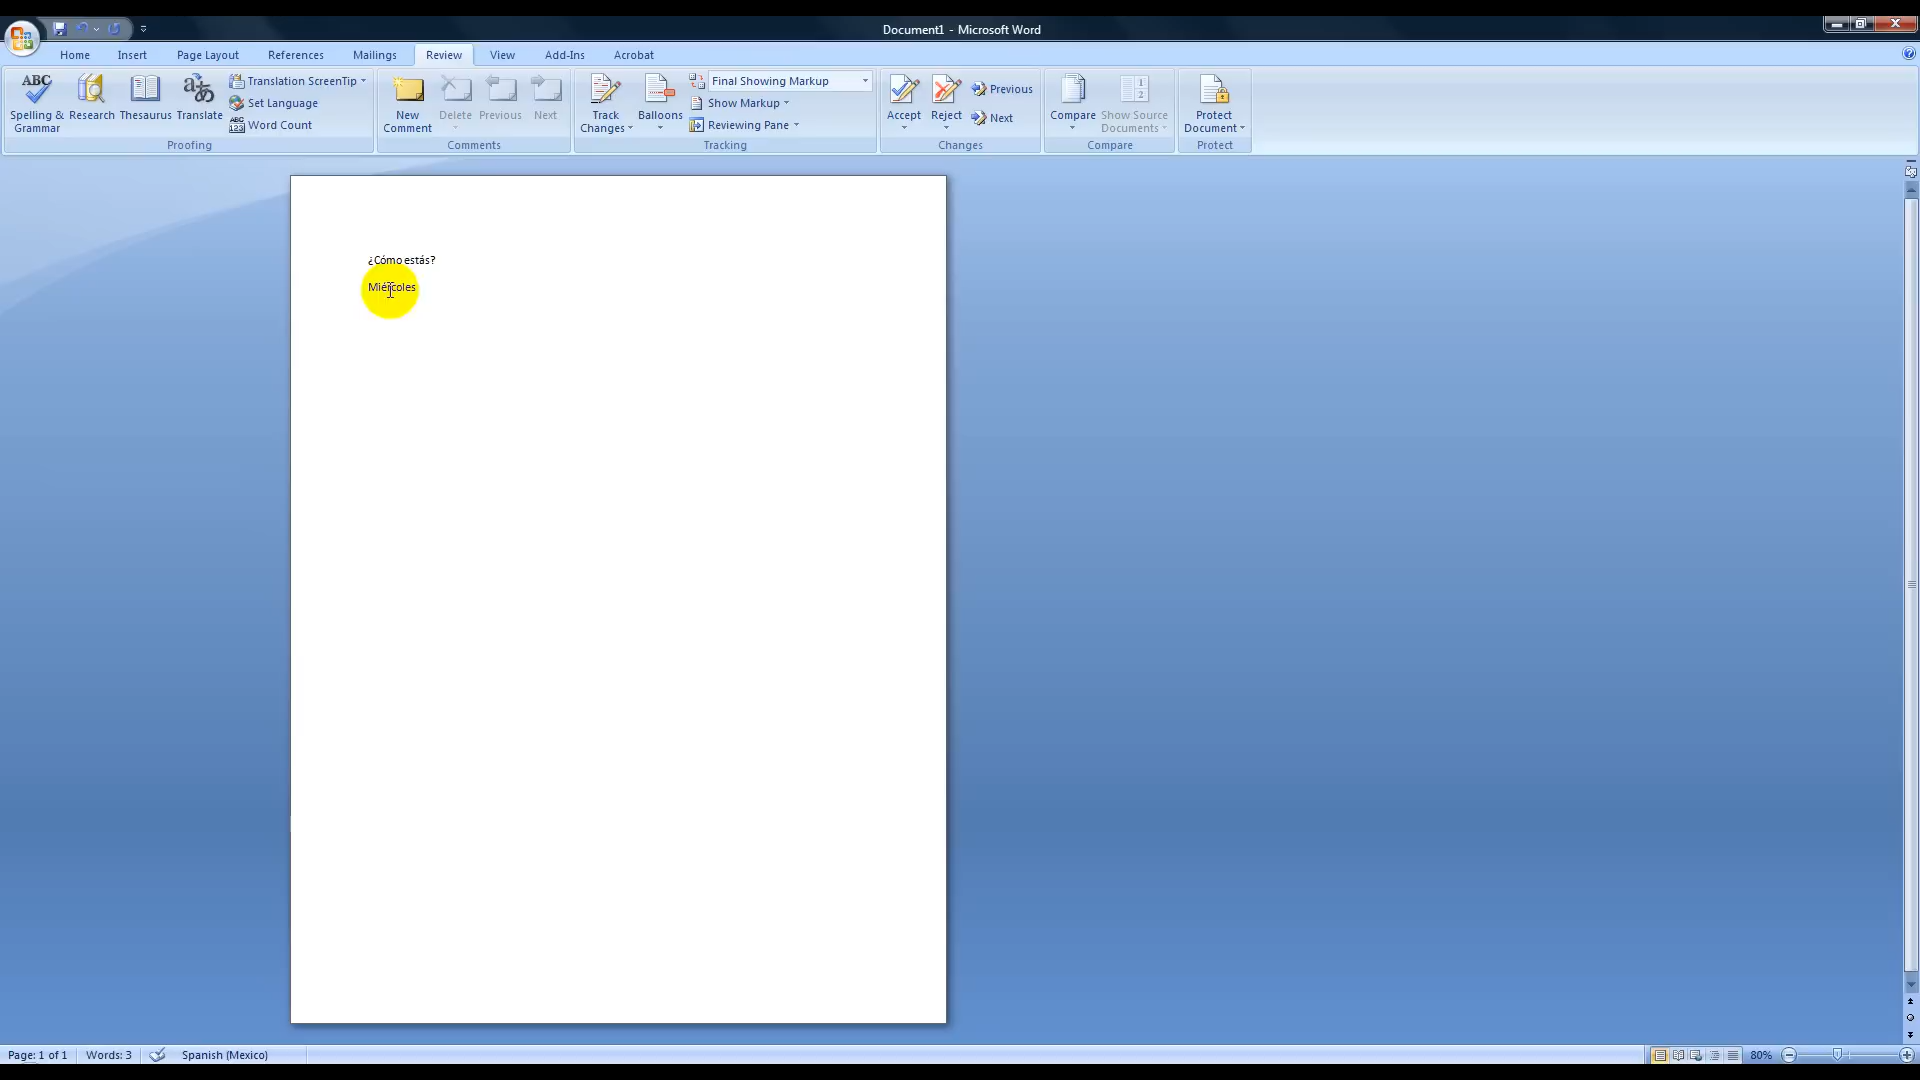 Document1 - Microsoft Word
Home Insert Page Layout References Mailings Review View Add-Ins Acrobat
ABC Spelling & Grammar
Research
Thesaurus
Translate
Translation ScreenTip
Set Language
ABC 123 Word Count
Proofing
New Comment
Delete
Previous
Next
Comments
Track Changes
Balloons
Final Showing Markup
Show Markup
Reviewing Pane
Tracking
Accept
Reject
Previous
Next
Changes
Compare
Show Source Documents
Compare
Protect Document
Protect
¿Cómo estás?
Miércoles
Page: 1 of 1 Words: 3 Spanish (Mexico) 80%